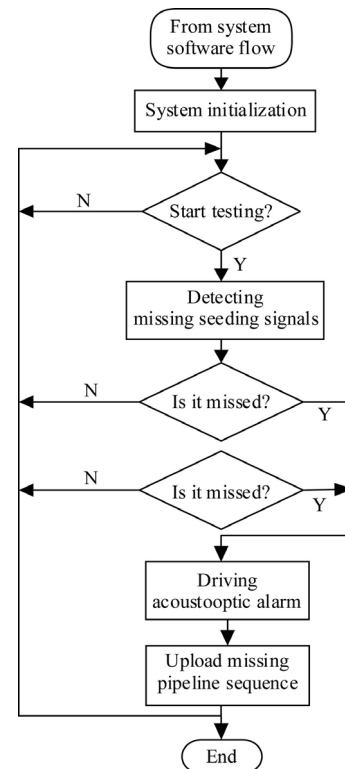 From system
software flow
System initialization
N
Start testing?
Y
Detecting
missing seeding signals
N
Is it missed?
Y
N
Is it missed?
Y
Driving
acoustooptic alarm
Upload missing
pipeline sequence
End